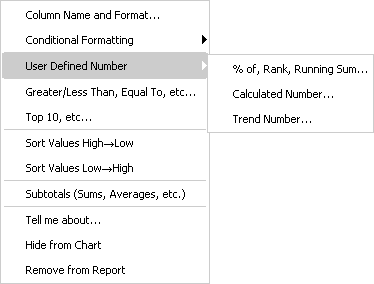 Column Name and Format...
Conditional Formatting
User Defined Number
Greater/Less Than, Equal To, etc...
Top 10, etc...
Sort Values High→Low
Sort Values Low→High
Subtotals (Sums, Averages, etc.)
Tell me about...
Hide from Chart
Remove from Report
% of, Rank, Running Sum...
Calculated Number...
Trend Number...